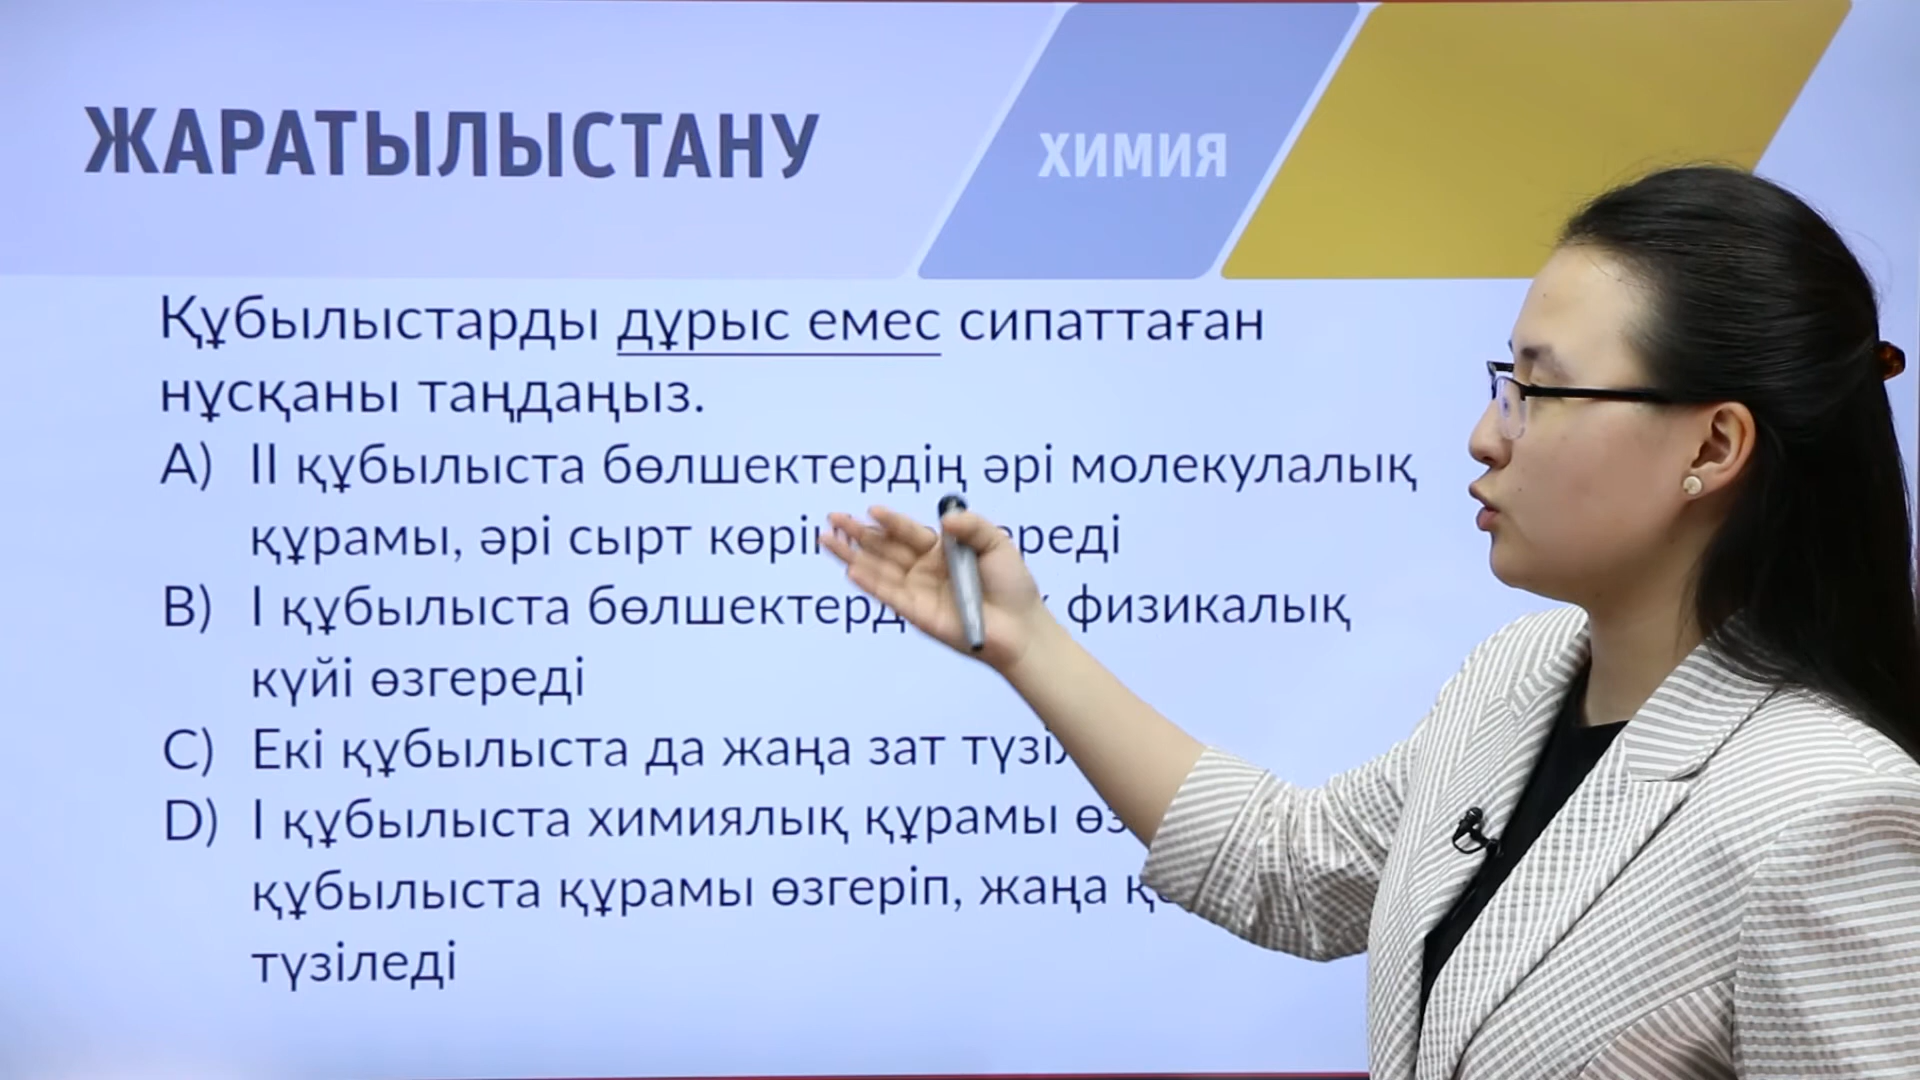 ЖАРАТЫЛЫСТАНУ
ХИМИЯ
Құбылыстарды дұрыс емес сипаттаған
нұсқаны таңдаңыз.
A) II құбылыста бөлшектердің әрі молекулалық
құрамы, әрі сырт
B) I құбылыста физикалық
күйі өзгереді
C) Екі құбылыста да жаңа зат
D) I құбылыста химиялық құрамы
құбылыста құрамы өзгеріп, жаңа
түзіледі